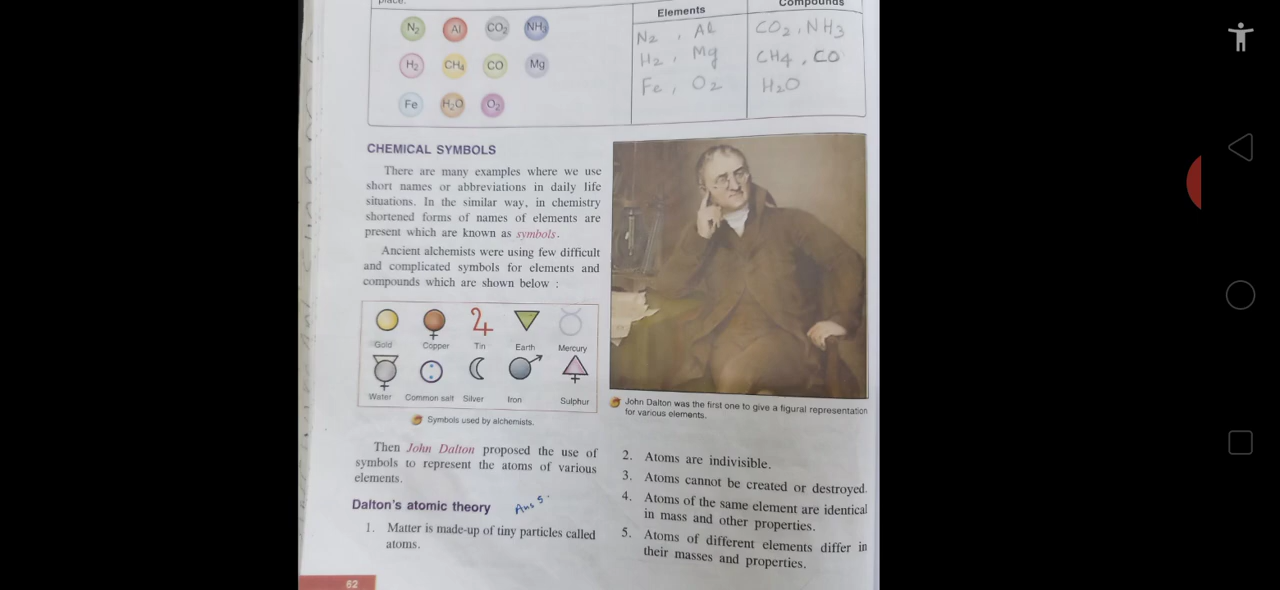 place.
Elements
Compounds
N₂ Al CO₂ NH₃
H₂ CH₄ CO Mg
Fe H₂O O₂
N₂ , Al
H₂ , Mg
Fe , O₂
CO₂ , NH₃
CH₄ , CO
H₂O
CHEMICAL SYMBOLS
There are many examples where we use
short names or abbreviations in daily life
situations. In the similar way, in chemistry
shortened forms of names of elements are
present which are known as symbols.
Ancient alchemists were using few difficult
and complicated symbols for elements and
compounds which are shown below :
Gold Copper Tin Earth Mercury
Water Common salt Silver Iron Sulphur
Symbols used by alchemists.
Then John Dalton proposed the use of
symbols to represent the atoms of various
elements.
Dalton's atomic theory Ans 5.
1. Matter is made-up of tiny particles called
atoms.
62
John Dalton was the first one to give a figural representation
for various elements.
2. Atoms are indivisible.
3. Atoms cannot be created or destroyed.
4. Atoms of the same element are identical
in mass and other properties.
5. Atoms of different elements differ in
their masses and properties.